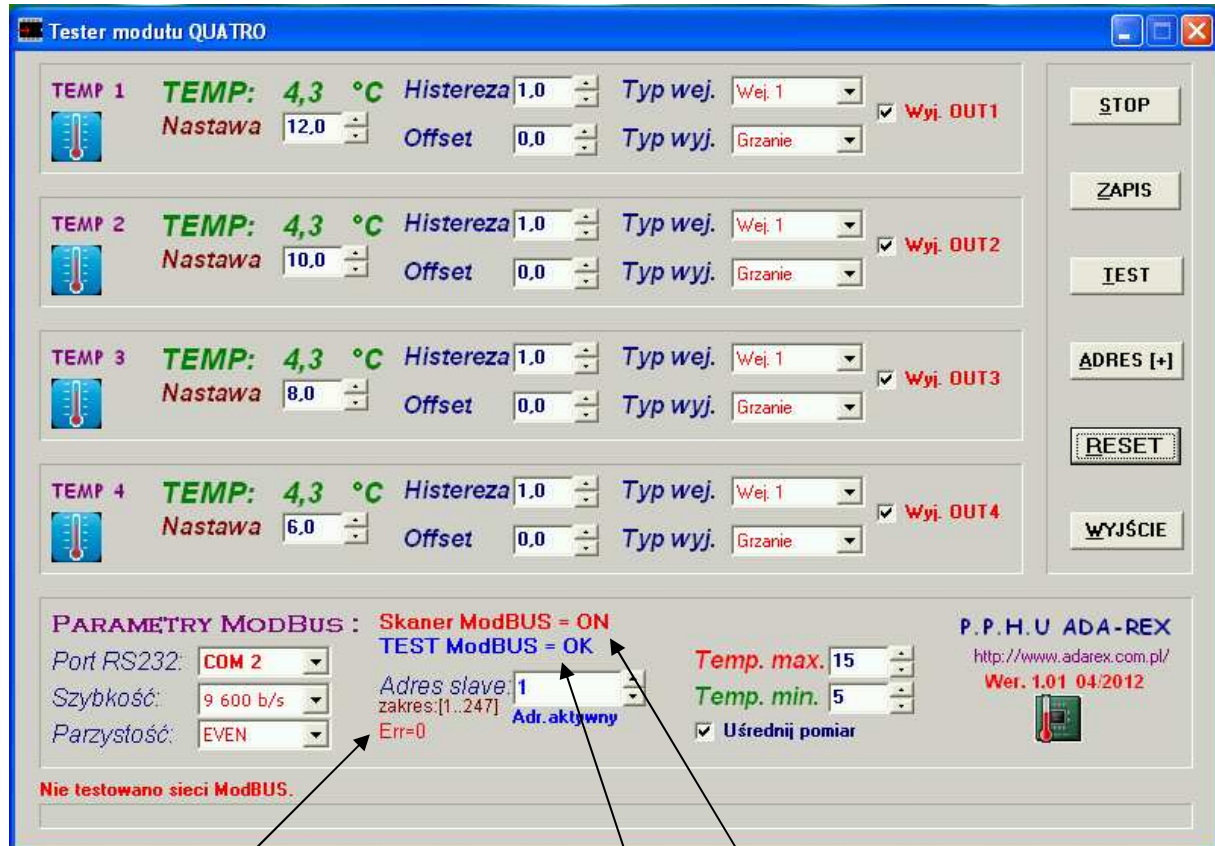 Tester modułu QUATRO
TEMP 1 TEMP: 4,3 °C Histereza 1,0 Typ wej. Wej. 1
Nastawa 12,0 Offset 0,0 Typ wyj. Grzanie Wyj. OUT1
TEMP 2 TEMP: 4,3 °C Histereza 1,0 Typ wej. Wej. 1
Nastawa 10,0 Offset 0,0 Typ wyj. Grzanie Wyj. OUT2
TEMP 3 TEMP: 4,3 °C Histereza 1,0 Typ wej. Wej. 1
Nastawa 8,0 Offset 0,0 Typ wyj. Grzanie Wyj. OUT3
TEMP 4 TEMP: 4,3 °C Histereza 1,0 Typ wej. Wej. 1
Nastawa 6,0 Offset 0,0 Typ wyj. Grzanie Wyj. OUT4
STOP
ZAPIS
TEST
ADRES [+]
RESET
WYJŚCIE
PARAMETRY MODBUS :
Port RS232: COM 2
Szybkość: 9 600 b/s
Parzystość: EVEN
Skaner ModBUS = ON
TEST ModBUS = OK
Adres slave: 1
zakres:[1..247] Adr.aktywny
Err=0
Temp. max. 15
Temp. min. 5
Uśrednij pomiar
P.P.H.U ADA-REX
http://www.adarex.com.pl/
Wer. 1.01 04/2012
Nie testowano sieci ModBUS.